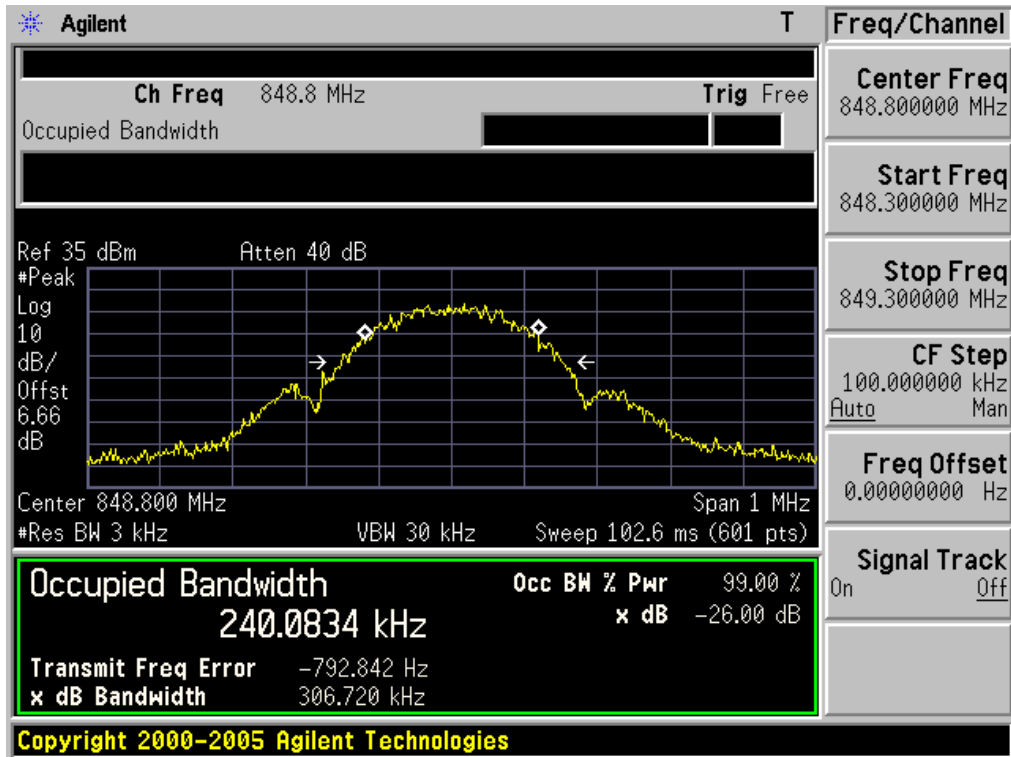 Agilent T
Ch Freq 848.8 MHz Trig Free
Occupied Bandwidth
Ref 35 dBm Atten 40 dB
#Peak
Log
10
dB/
Offst
6.66
dB
Center 848.800 MHz Span 1 MHz
#Res BW 3 kHz VBW 30 kHz Sweep 102.6 ms (601 pts)
Occupied Bandwidth Occ BW % Pwr 99.00 %
240.0834 kHz x dB -26.00 dB
Transmit Freq Error -792.842 Hz
x dB Bandwidth 306.720 kHz
Copyright 2000-2005 Agilent Technologies
Freq/Channel
Center Freq
848.800000 MHz
Start Freq
848.300000 MHz
Stop Freq
849.300000 MHz
CF Step
100.000000 kHz
Auto Man
Freq Offset
0.00000000 Hz
Signal Track
On Off